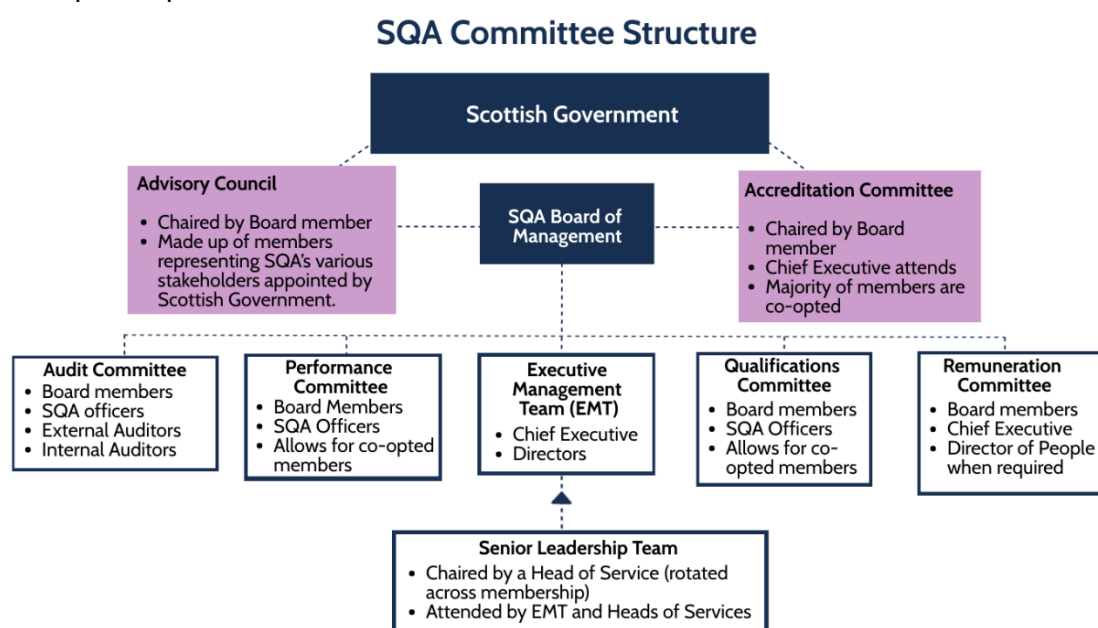 SQA Committee Structure
Scottish Government
Advisory Council
• Chaired by Board member
• Made up of members
representing SQA's various
stakeholders appointed by
Scottish Government.
SQA Board of
Management
Accreditation Committee
• Chaired by Board
member
• Chief Executive attends
• Majority of members are
co-opted
Audit Committee
• Board members
• SQA officers
• External Auditors
• Internal Auditors
Performance
Committee
• Board Members
• SQA Officers
• Allows for co-opted
members
Executive
Management
Team (EMT)
• Chief Executive
• Directors
Qualifications
Committee
• Board members
• SQA Officers
• Allows for co-
opted members
Remuneration
Committee
• Board members
• Chief Executive
• Director of People
when required
Senior Leadership Team
• Chaired by a Head of Service (rotated
across membership)
• Attended by EMT and Heads of Services